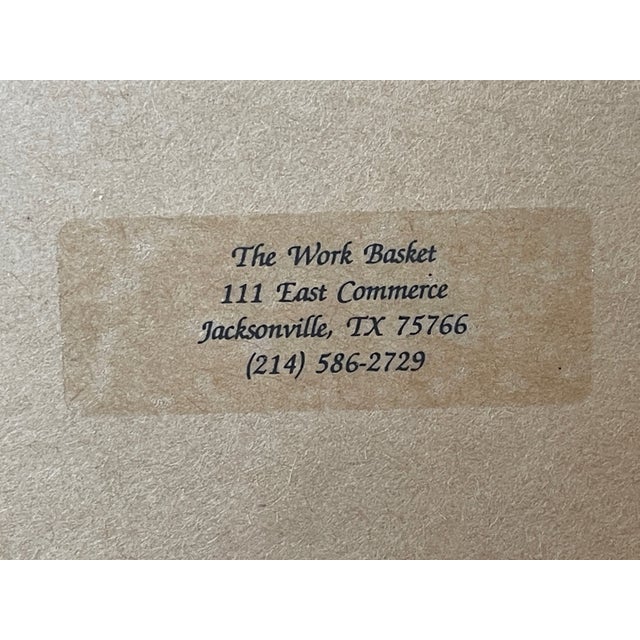 The Work Basket
111 East Commerce
Jacksonville, TX 75766
(214) 586-2729